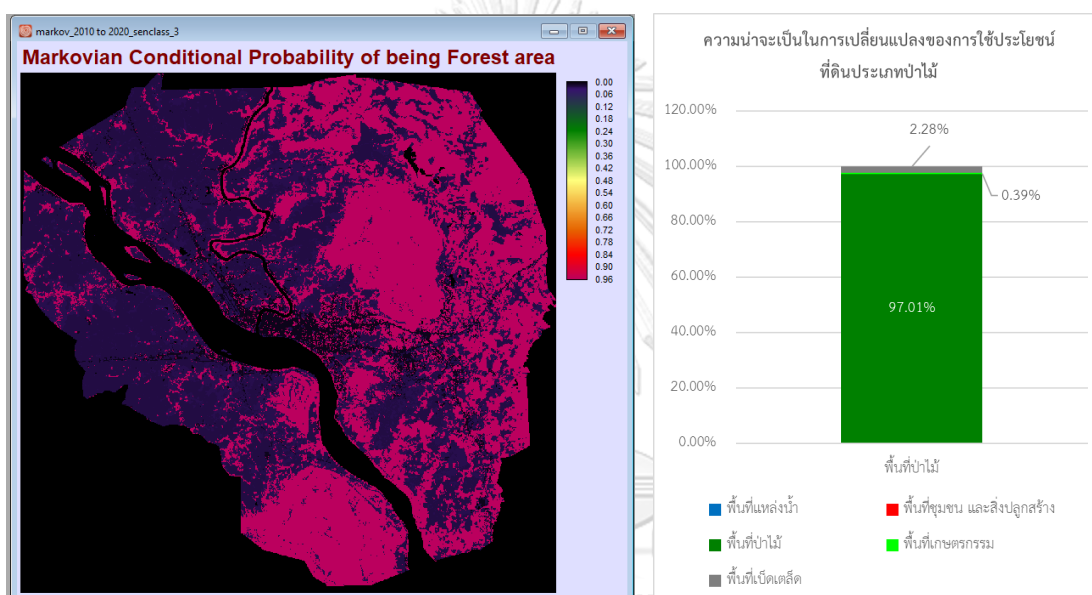 markov_2010 to 2020_senclass_3
Markovian Conditional Probability of being Forest area
0.00
0.06
0.12
0.18
0.24
0.30
0.36
0.42
0.48
0.54
0.60
0.66
0.72
0.78
0.84
0.90
0.96
ความน่าจะเป็นในการเปลี่ยนแปลงของการใช้ประโยชน์
ที่ดินประเภทป่าไม้
120.00%
100.00%
80.00%
60.00%
40.00%
20.00%
0.00%
2.28%
0.39%
97.01%
พื้นที่ป่าไม้
พื้นที่แหล่งน้ำ
พื้นที่ชุมชน และสิ่งปลูกสร้าง
พื้นที่ป่าไม้
พื้นที่เกษตรกรรม
พื้นที่เบ็ดเตล็ด